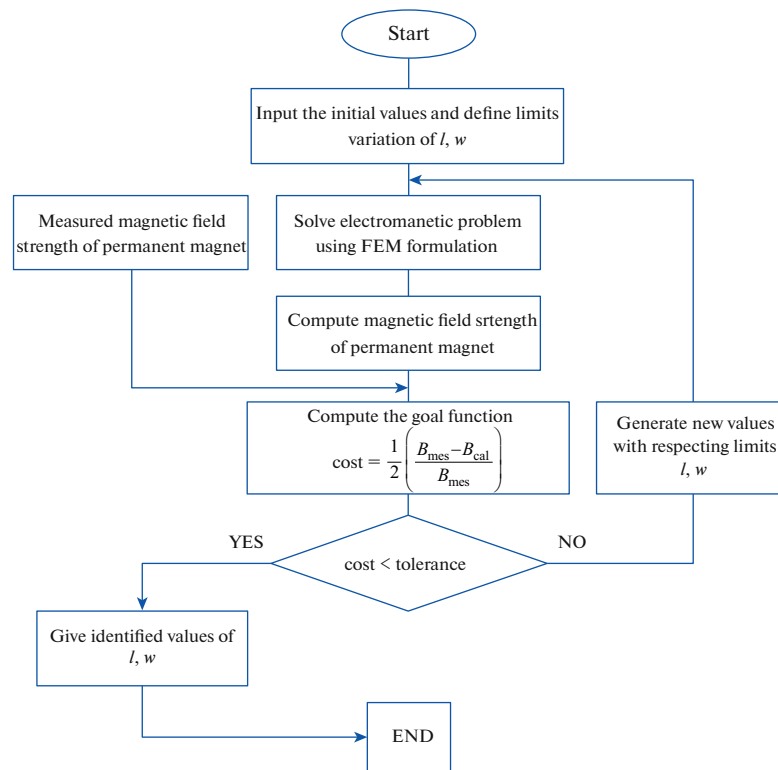 Start
Input the initial values and define limits
variation of l, w
Measured magnetic field
strength of permanent magnet
Solve electromanetic problem
using FEM formulation
Compute magnetic field srtength
of permanent magnet
Compute the goal function
cost = 1/2 ( (B_mes – B_cal) / B_mes )
Generate new values
with respecting limits
l, w
YES
NO
cost < tolerance
Give identified values of
l, w
END